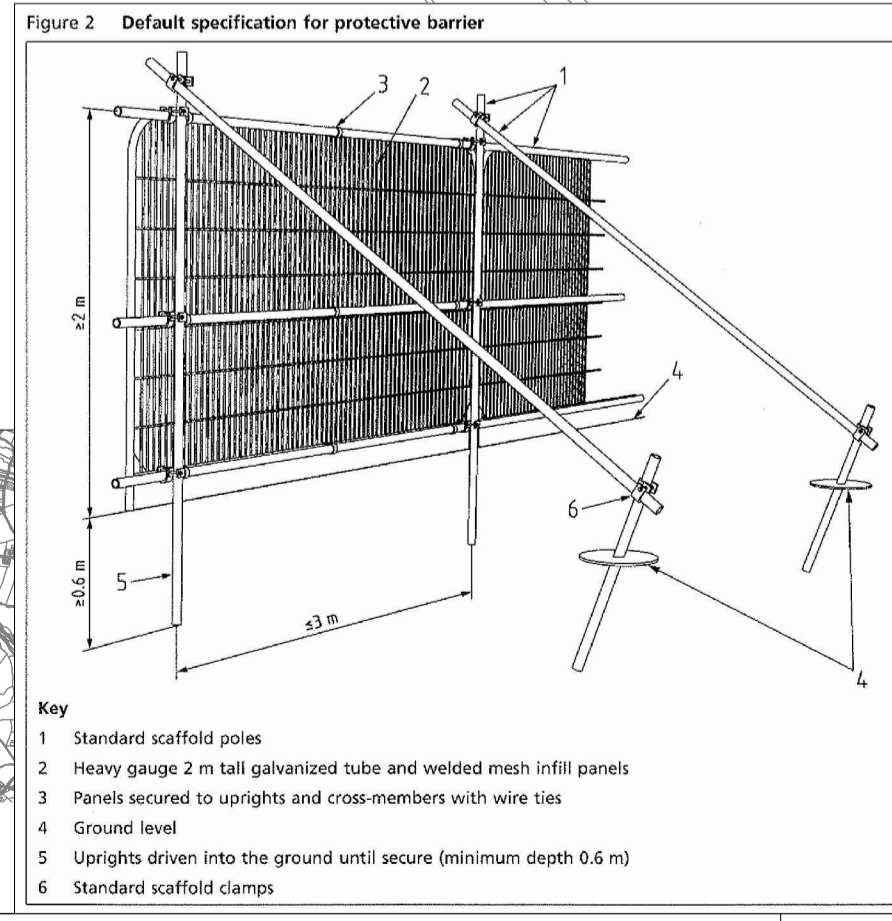 Figure 2 Default specification for protective barrier
3
2
1
≥2 m
4
6
≥0.6 m
5
≤3 m
4
Key
1 Standard scaffold poles
2 Heavy gauge 2 m tall galvanized tube and welded mesh infill panels
3 Panels secured to uprights and cross-members with wire ties
4 Ground level
5 Uprights driven into the ground until secure (minimum depth 0.6 m)
6 Standard scaffold clamps